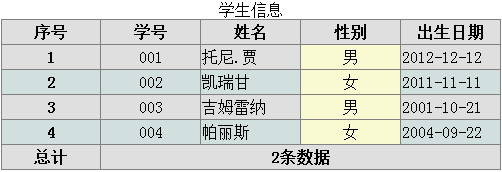 学生信息
序号 学号 姓名 性别 出生日期
1 001 托尼.贾 男 2012-12-12
2 002 凯瑞甘 女 2011-11-11
3 003 吉姆雷纳 男 2001-10-21
4 004 帕丽斯 女 2004-09-22
总计 2条数据